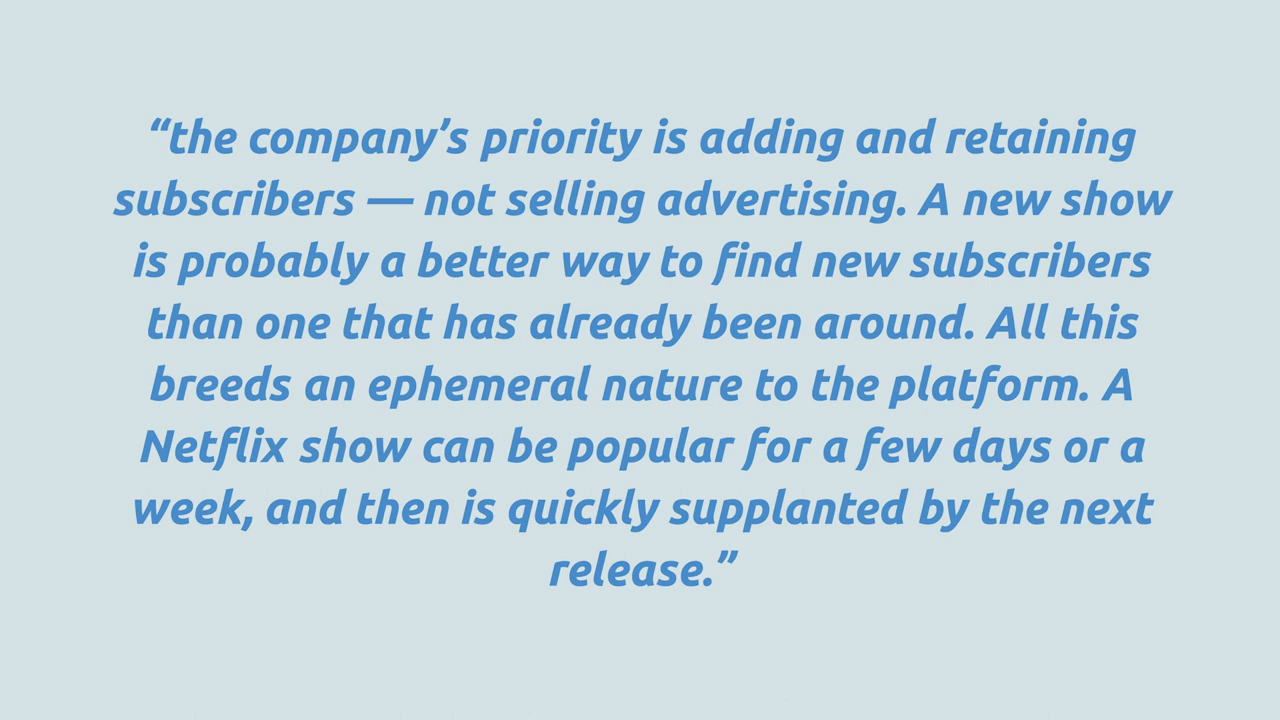 “the company’s priority is adding and retaining
subscribers — not selling advertising. A new show
is probably a better way to find new subscribers
than one that has already been around. All this
breeds an ephemeral nature to the platform. A
Netflix show can be popular for a few days or a
week, and then is quickly supplanted by the next
release.”